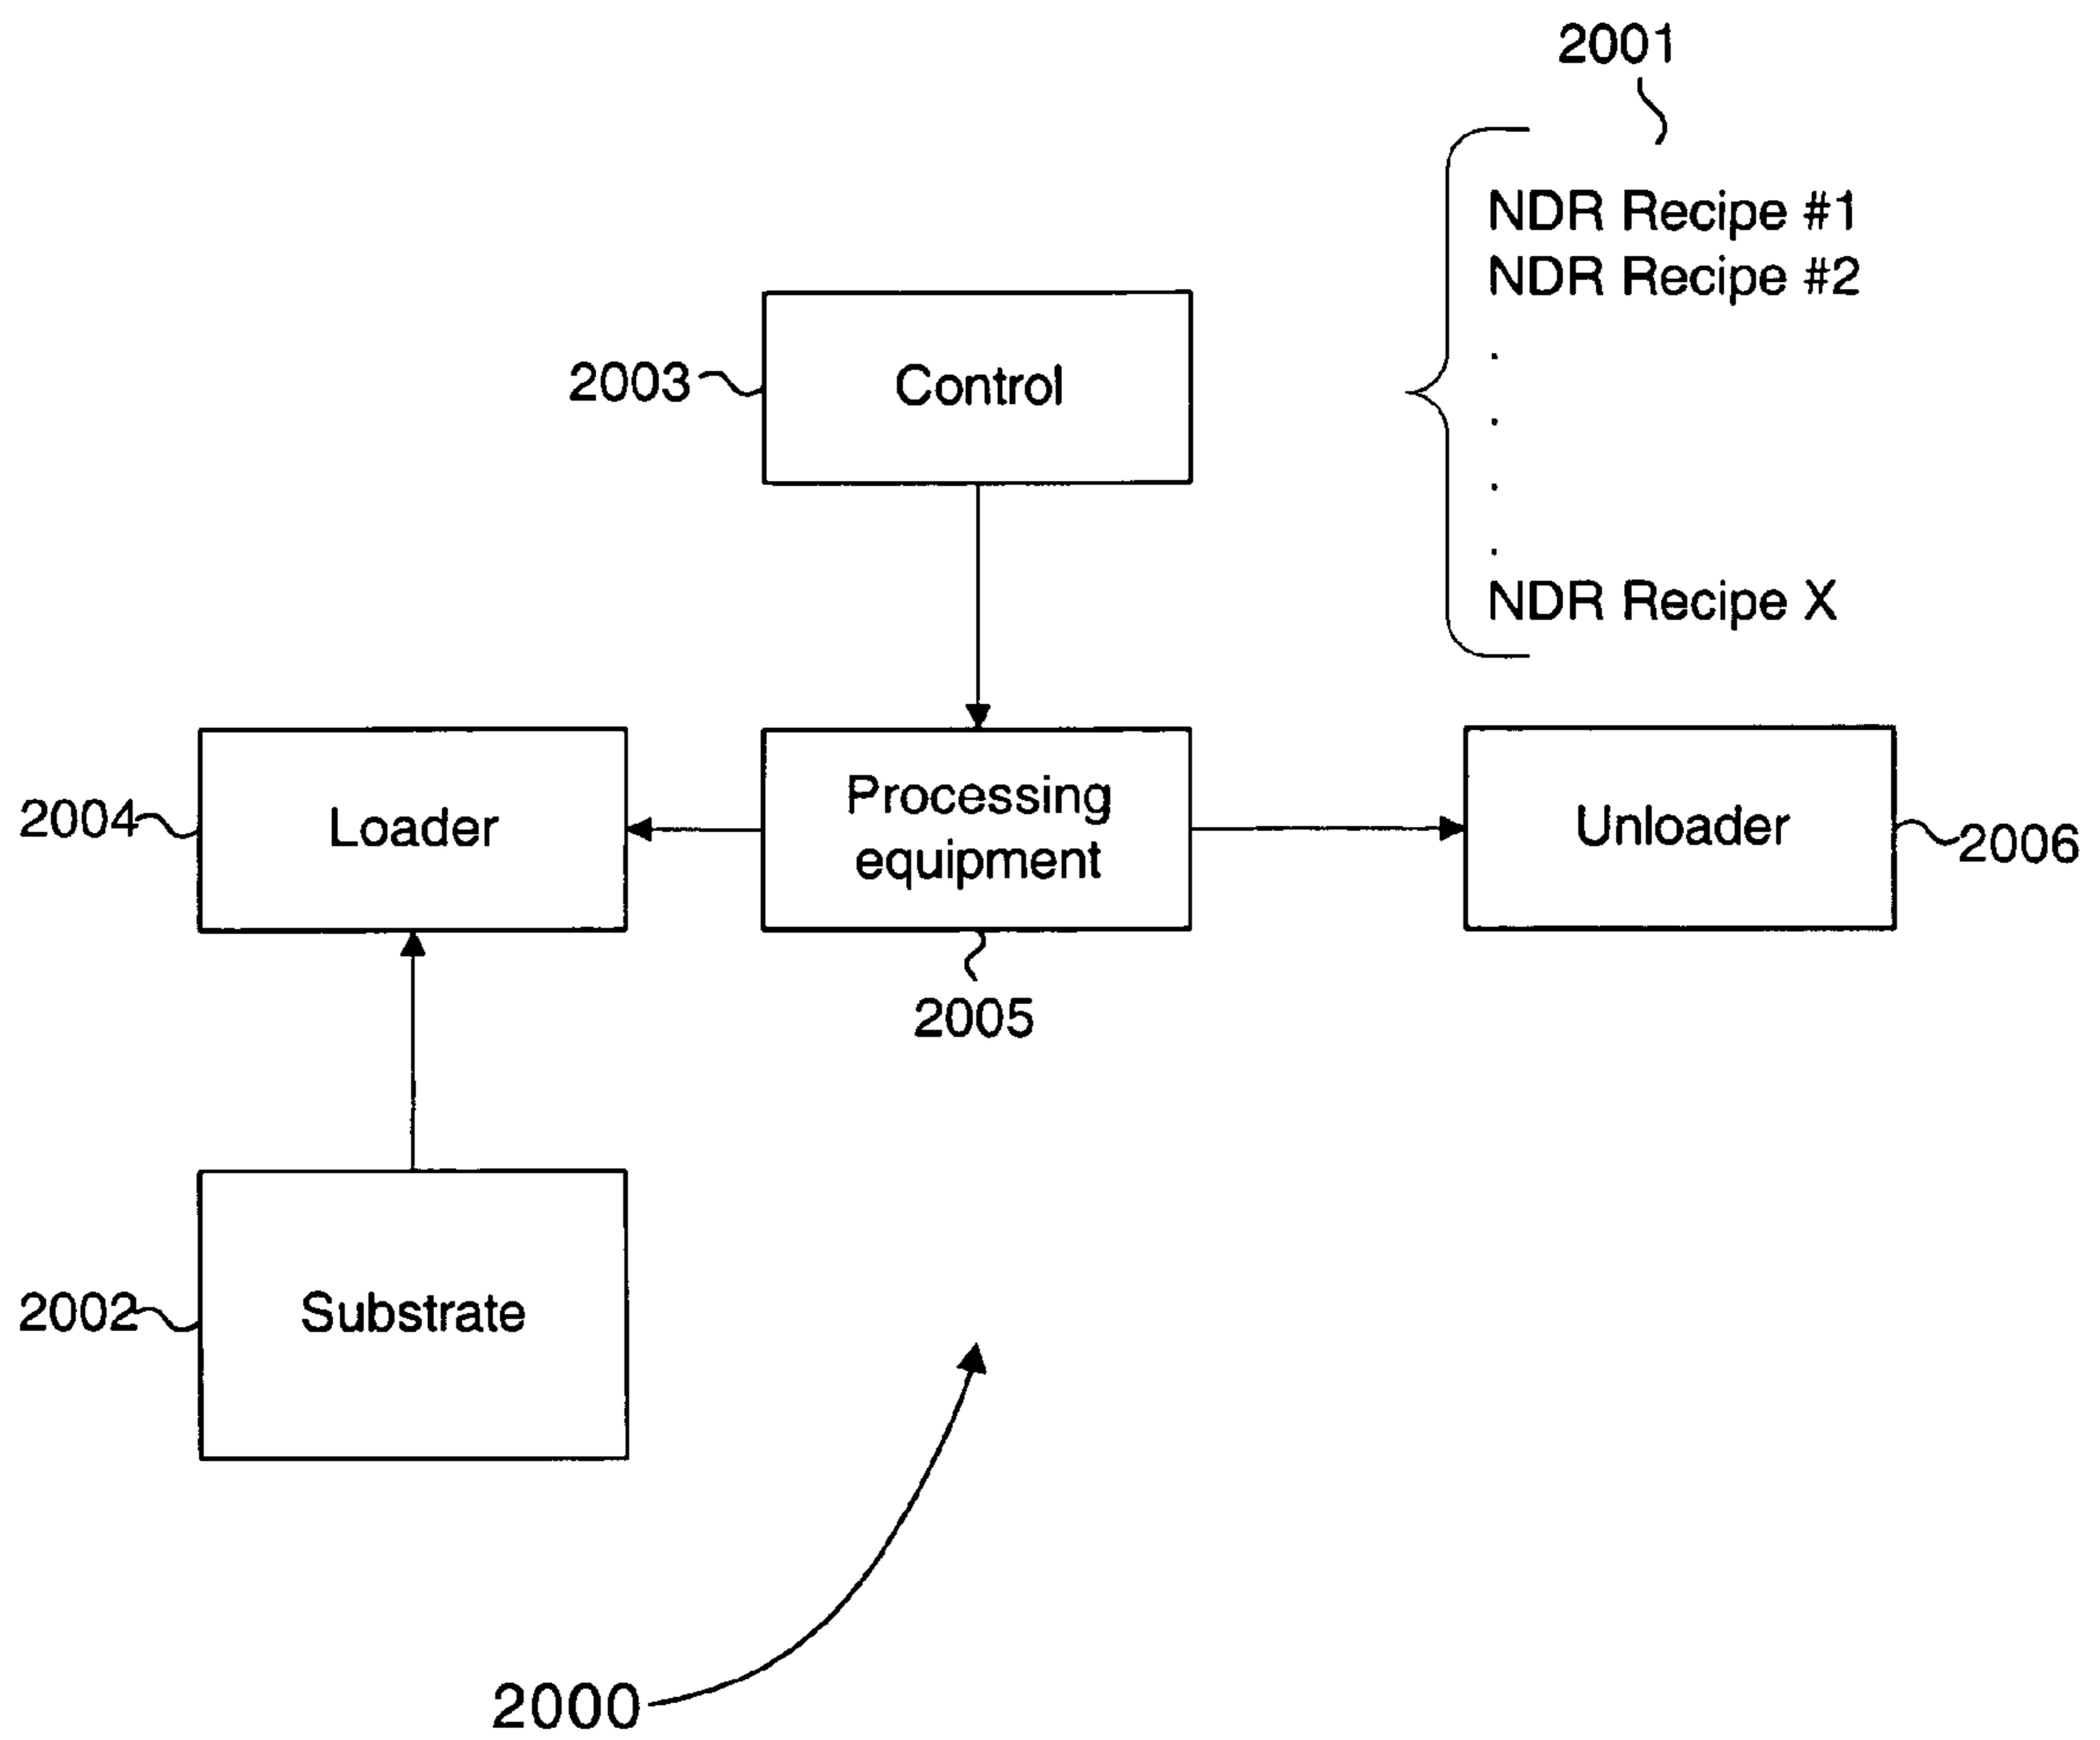 2001
NDR Recipe #1
NDR Recipe #2
.
.
.
.
NDR Recipe X
2003
Control
2004
Loader
Processing
equipment
Unloader
2006
2005
2002
Substrate
2000